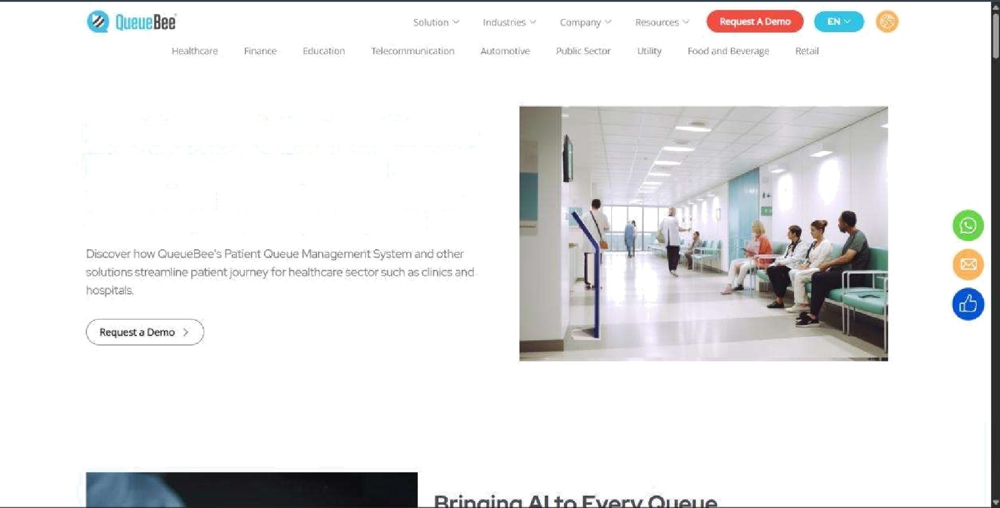 QueueBee
Solution Industries Company Resources Request A Demo EN
Healthcare Finance Education Telecommunication Automotive Public Sector Utility Food and Beverage Retail
Discover how QueueBee's Patient Queue Management System and other
solutions streamline patient journey for healthcare sector such as clinics and
hospitals.
Request a Demo
Bringing AI to Every Queue